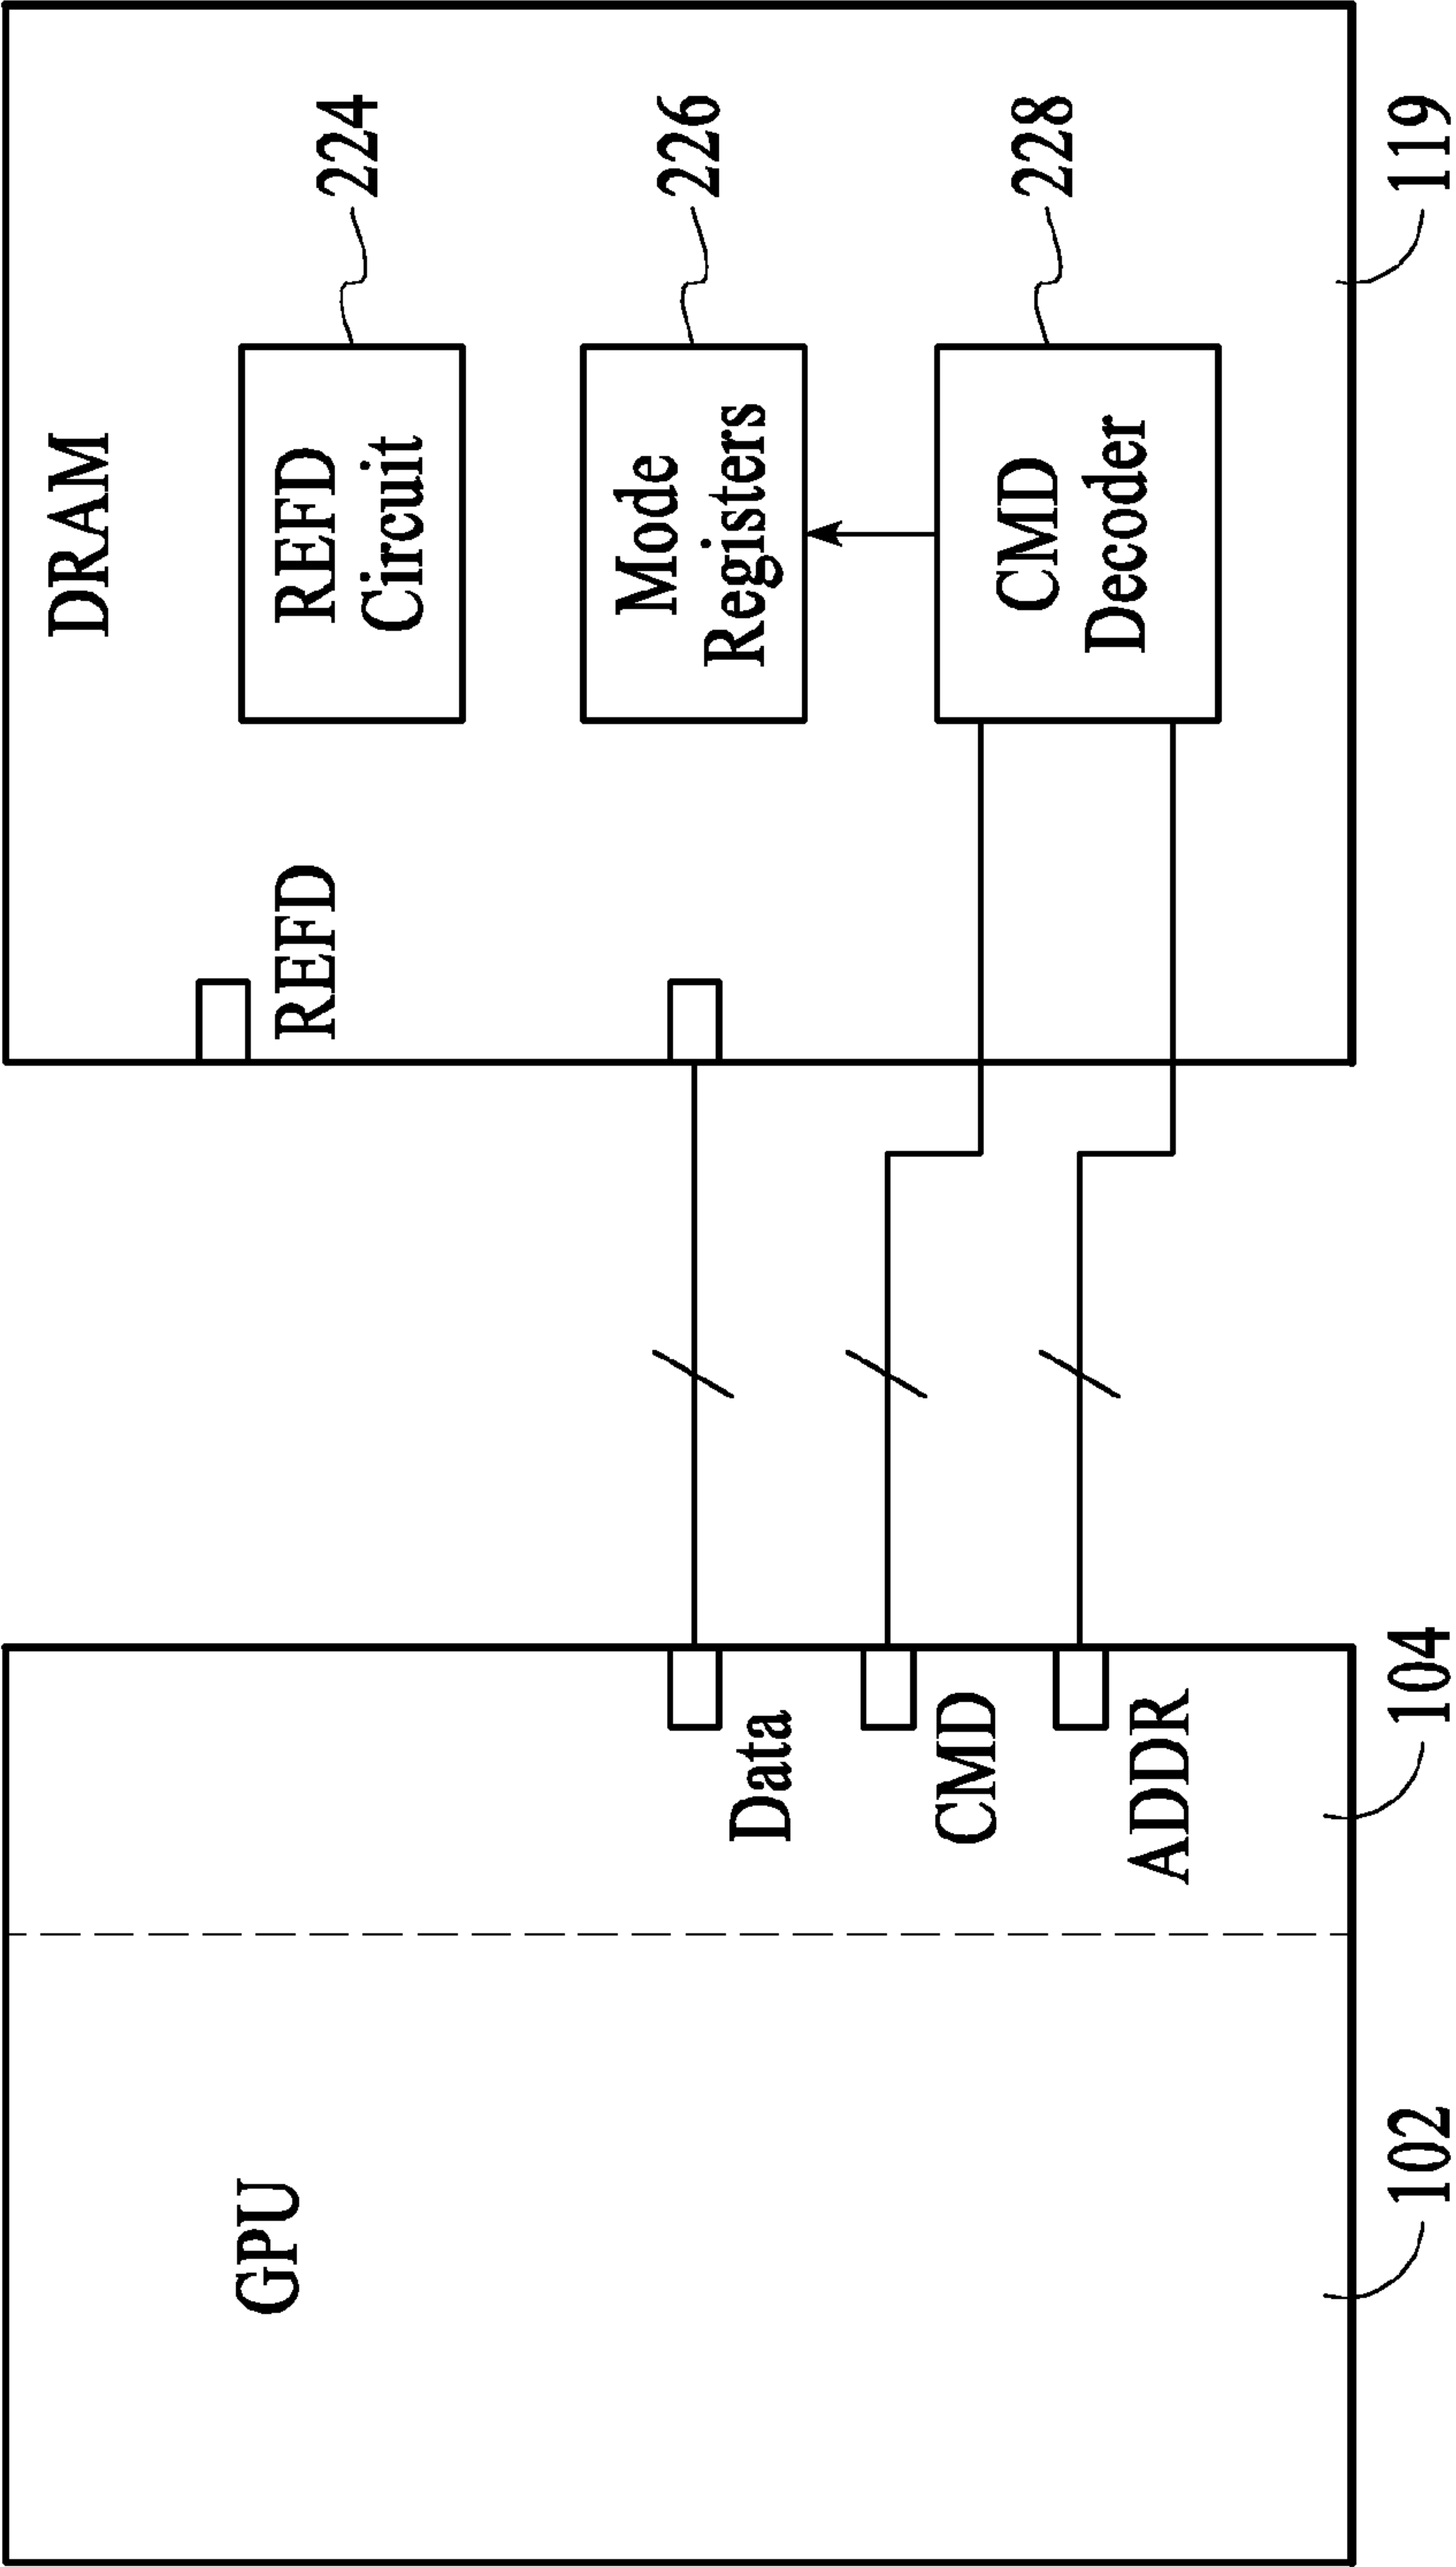 GPU
Data
CMD
ADDR
102
104
DRAM
REFD
REFD
Circuit
224
Mode
Registers
226
CMD
Decoder
228
119